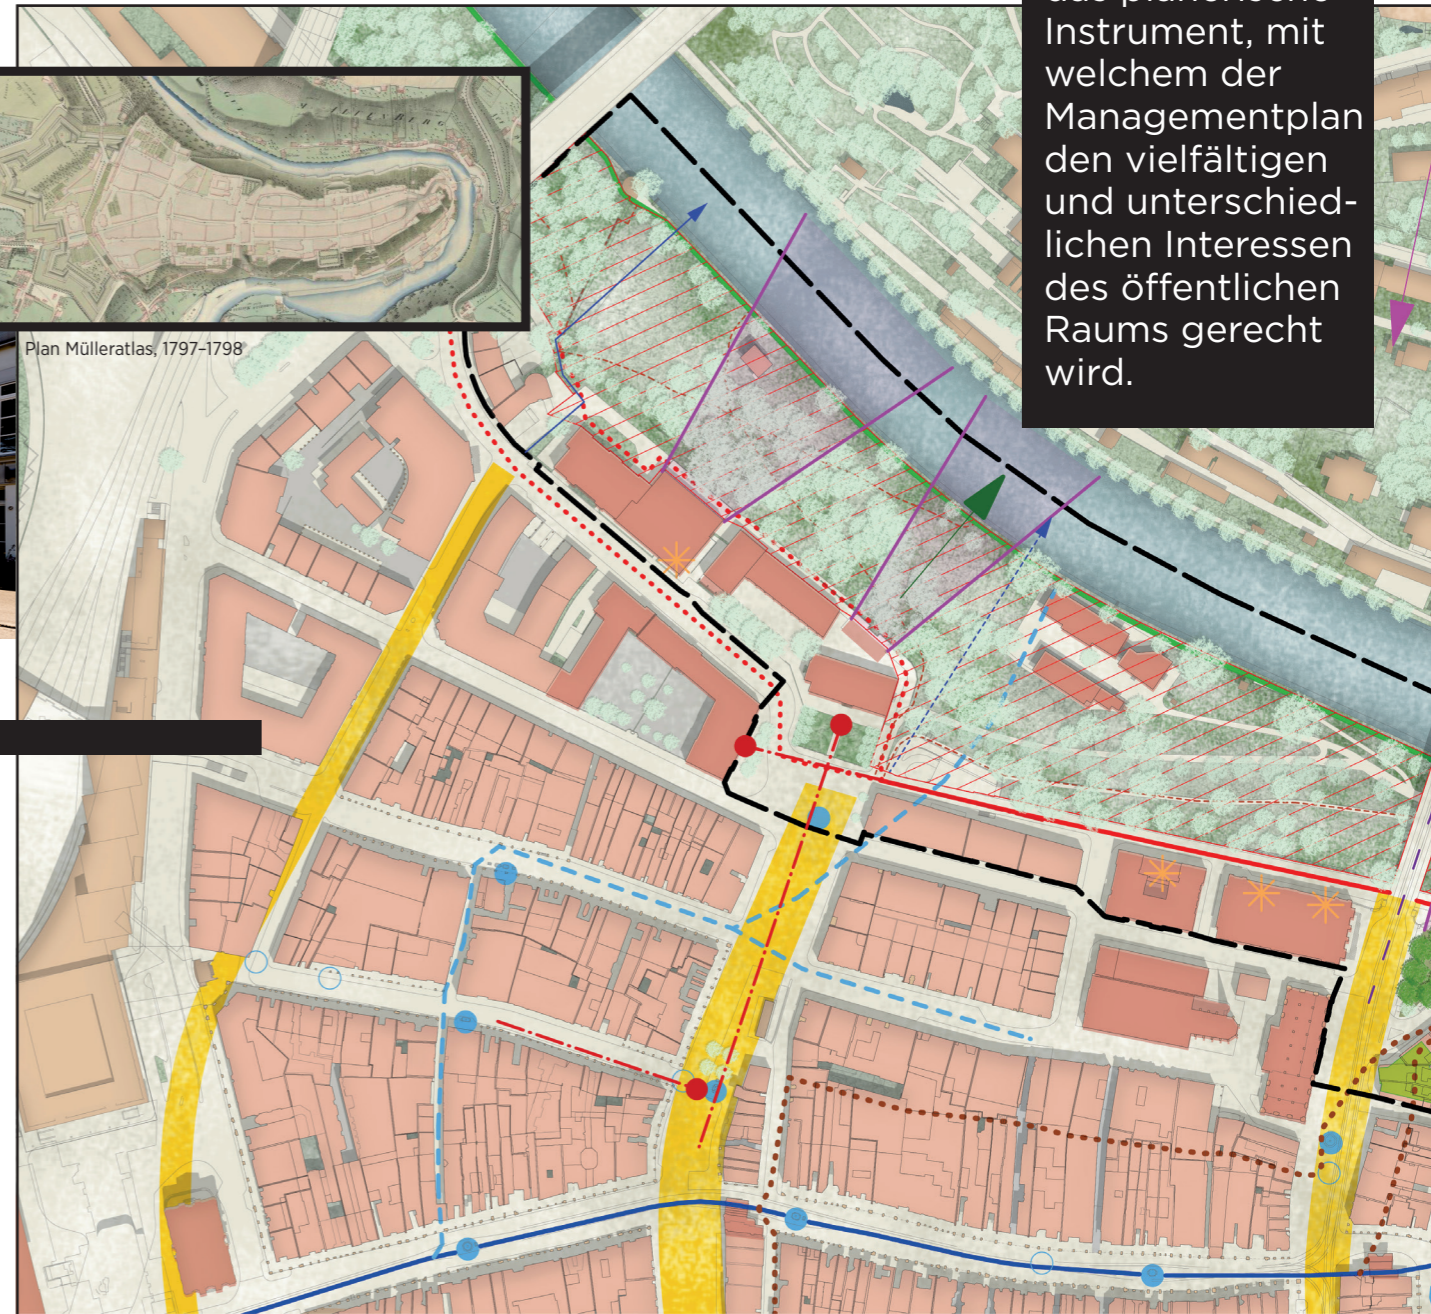 Instrument, mit
welchem der
Managementplan
den vielfältigen
und unterschied-
lichen Interessen
des öffentlichen
Raums gerecht
wird.
Plan Mülleratlas, 1797–1798